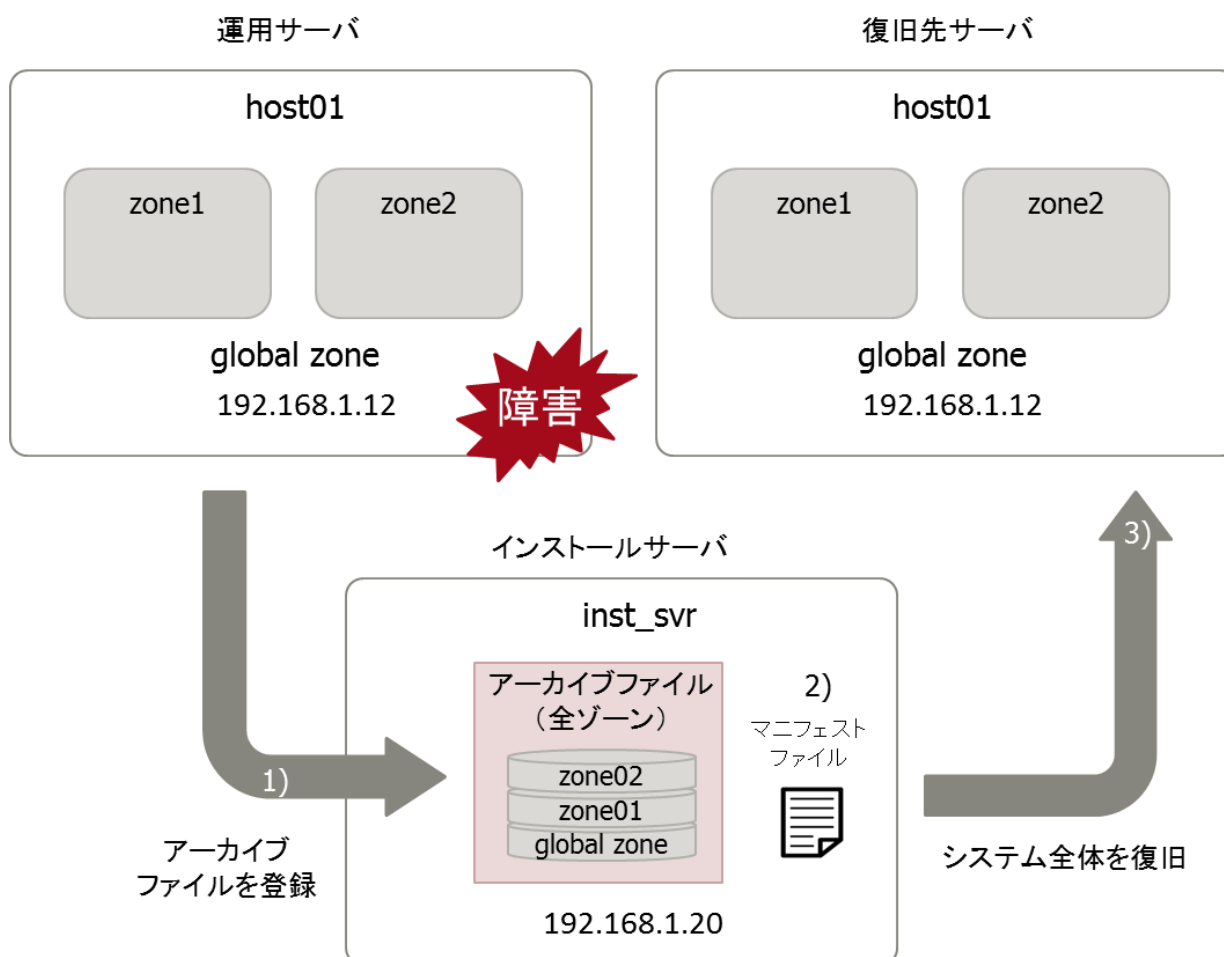 運用サーバ
復旧先サーバ
host01
host01
zone1
zone2
zone1
zone2
global zone
global zone
192.168.1.12
192.168.1.12
障害
インストールサーバ
3)
inst_svr
アーカイブファイル
（全ゾーン）
2)
マニフェスト
ファイル
zone02
zone01
global zone
1)
アーカイブ
ファイルを登録
システム全体を復旧
192.168.1.20